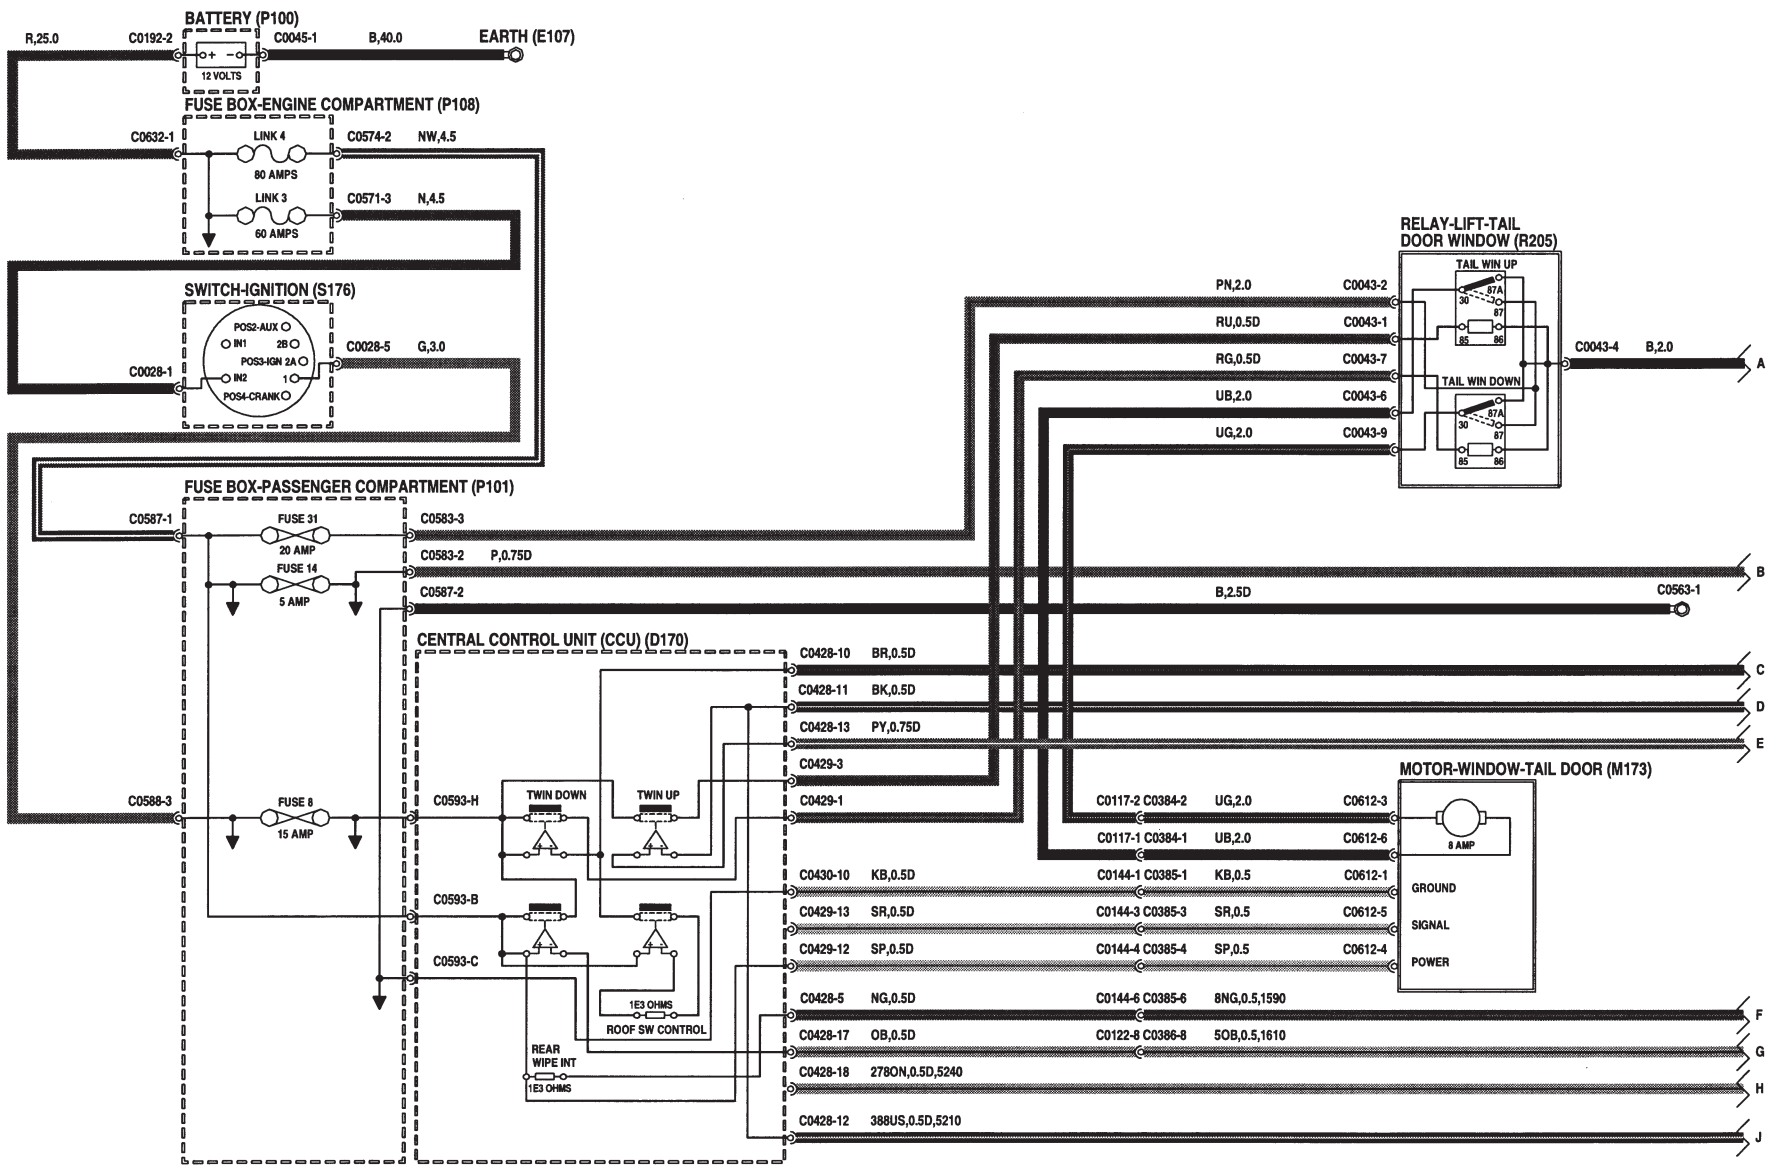 BATTERY (P100)
R,25.0 C0192-2 C0045-1 B,40.0 EARTH (E107)
+ −
12 VOLTS
FUSE BOX-ENGINE COMPARTMENT (P108)
C0632-1 LINK 4 C0574-2 NW,4.5
80 AMPS
LINK 3 C0571-3 N,4.5
60 AMPS
SWITCH-IGNITION (S176)
POS2-AUX
IN1 2B
POS3-IGN 2A C0028-5 G,3.0
C0028-1 IN2 1
POS4-CRANK
RELAY-LIFT-TAIL
DOOR WINDOW (R205)
TAIL WIN UP
PN,2.0 C0043-2
30 87A
87
RU,0.5D C0043-1
85 86
RG,0.5D C0043-7
C0043-4 B,2.0 A
TAIL WIN DOWN
UB,2.0 C0043-6
30 87A
87
UG,2.0 C0043-9
85 86
FUSE BOX-PASSENGER COMPARTMENT (P101)
C0587-1 FUSE 31 C0583-3
20 AMP
FUSE 14 C0583-2 P,0.75D B
5 AMP
C0587-2 B,2.5D C0563-1
CENTRAL CONTROL UNIT (CCU) (D170)
C0428-10 BR,0.5D C
C0428-11 BK,0.5D D
C0428-13 PY,0.75D E
C0429-3
MOTOR-WINDOW-TAIL DOOR (M173)
C0588-3 FUSE 8 C0593-H TWIN DOWN TWIN UP
15 AMP
+ - + -
C0429-1 C0117-2 C0384-2 UG,2.0 C0612-3
C0117-1 C0384-1 UB,2.0 C0612-6
8 AMP
C0430-10 KB,0.5D C0144-1 C0385-1 KB,0.5 C0612-1
GROUND
C0593-B
C0429-13 SR,0.5D C0144-3 C0385-3 SR,0.5 C0612-5
SIGNAL
+ - + -
C0593-C
C0429-12 SP,0.5D C0144-4 C0385-4 SP,0.5 C0612-4
POWER
1E3 OHMS
ROOF SW CONTROL
C0428-5 NG,0.5D C0144-6 C0385-6 8NG,0.5,1590 F
C0428-17 OB,0.5D C0122-8 C0386-8 5OB,0.5,1610 G
REAR
WIPE INT
1E3 OHMS
C0428-18 278ON,0.5D,5240 H
C0428-12 388US,0.5D,5210 J